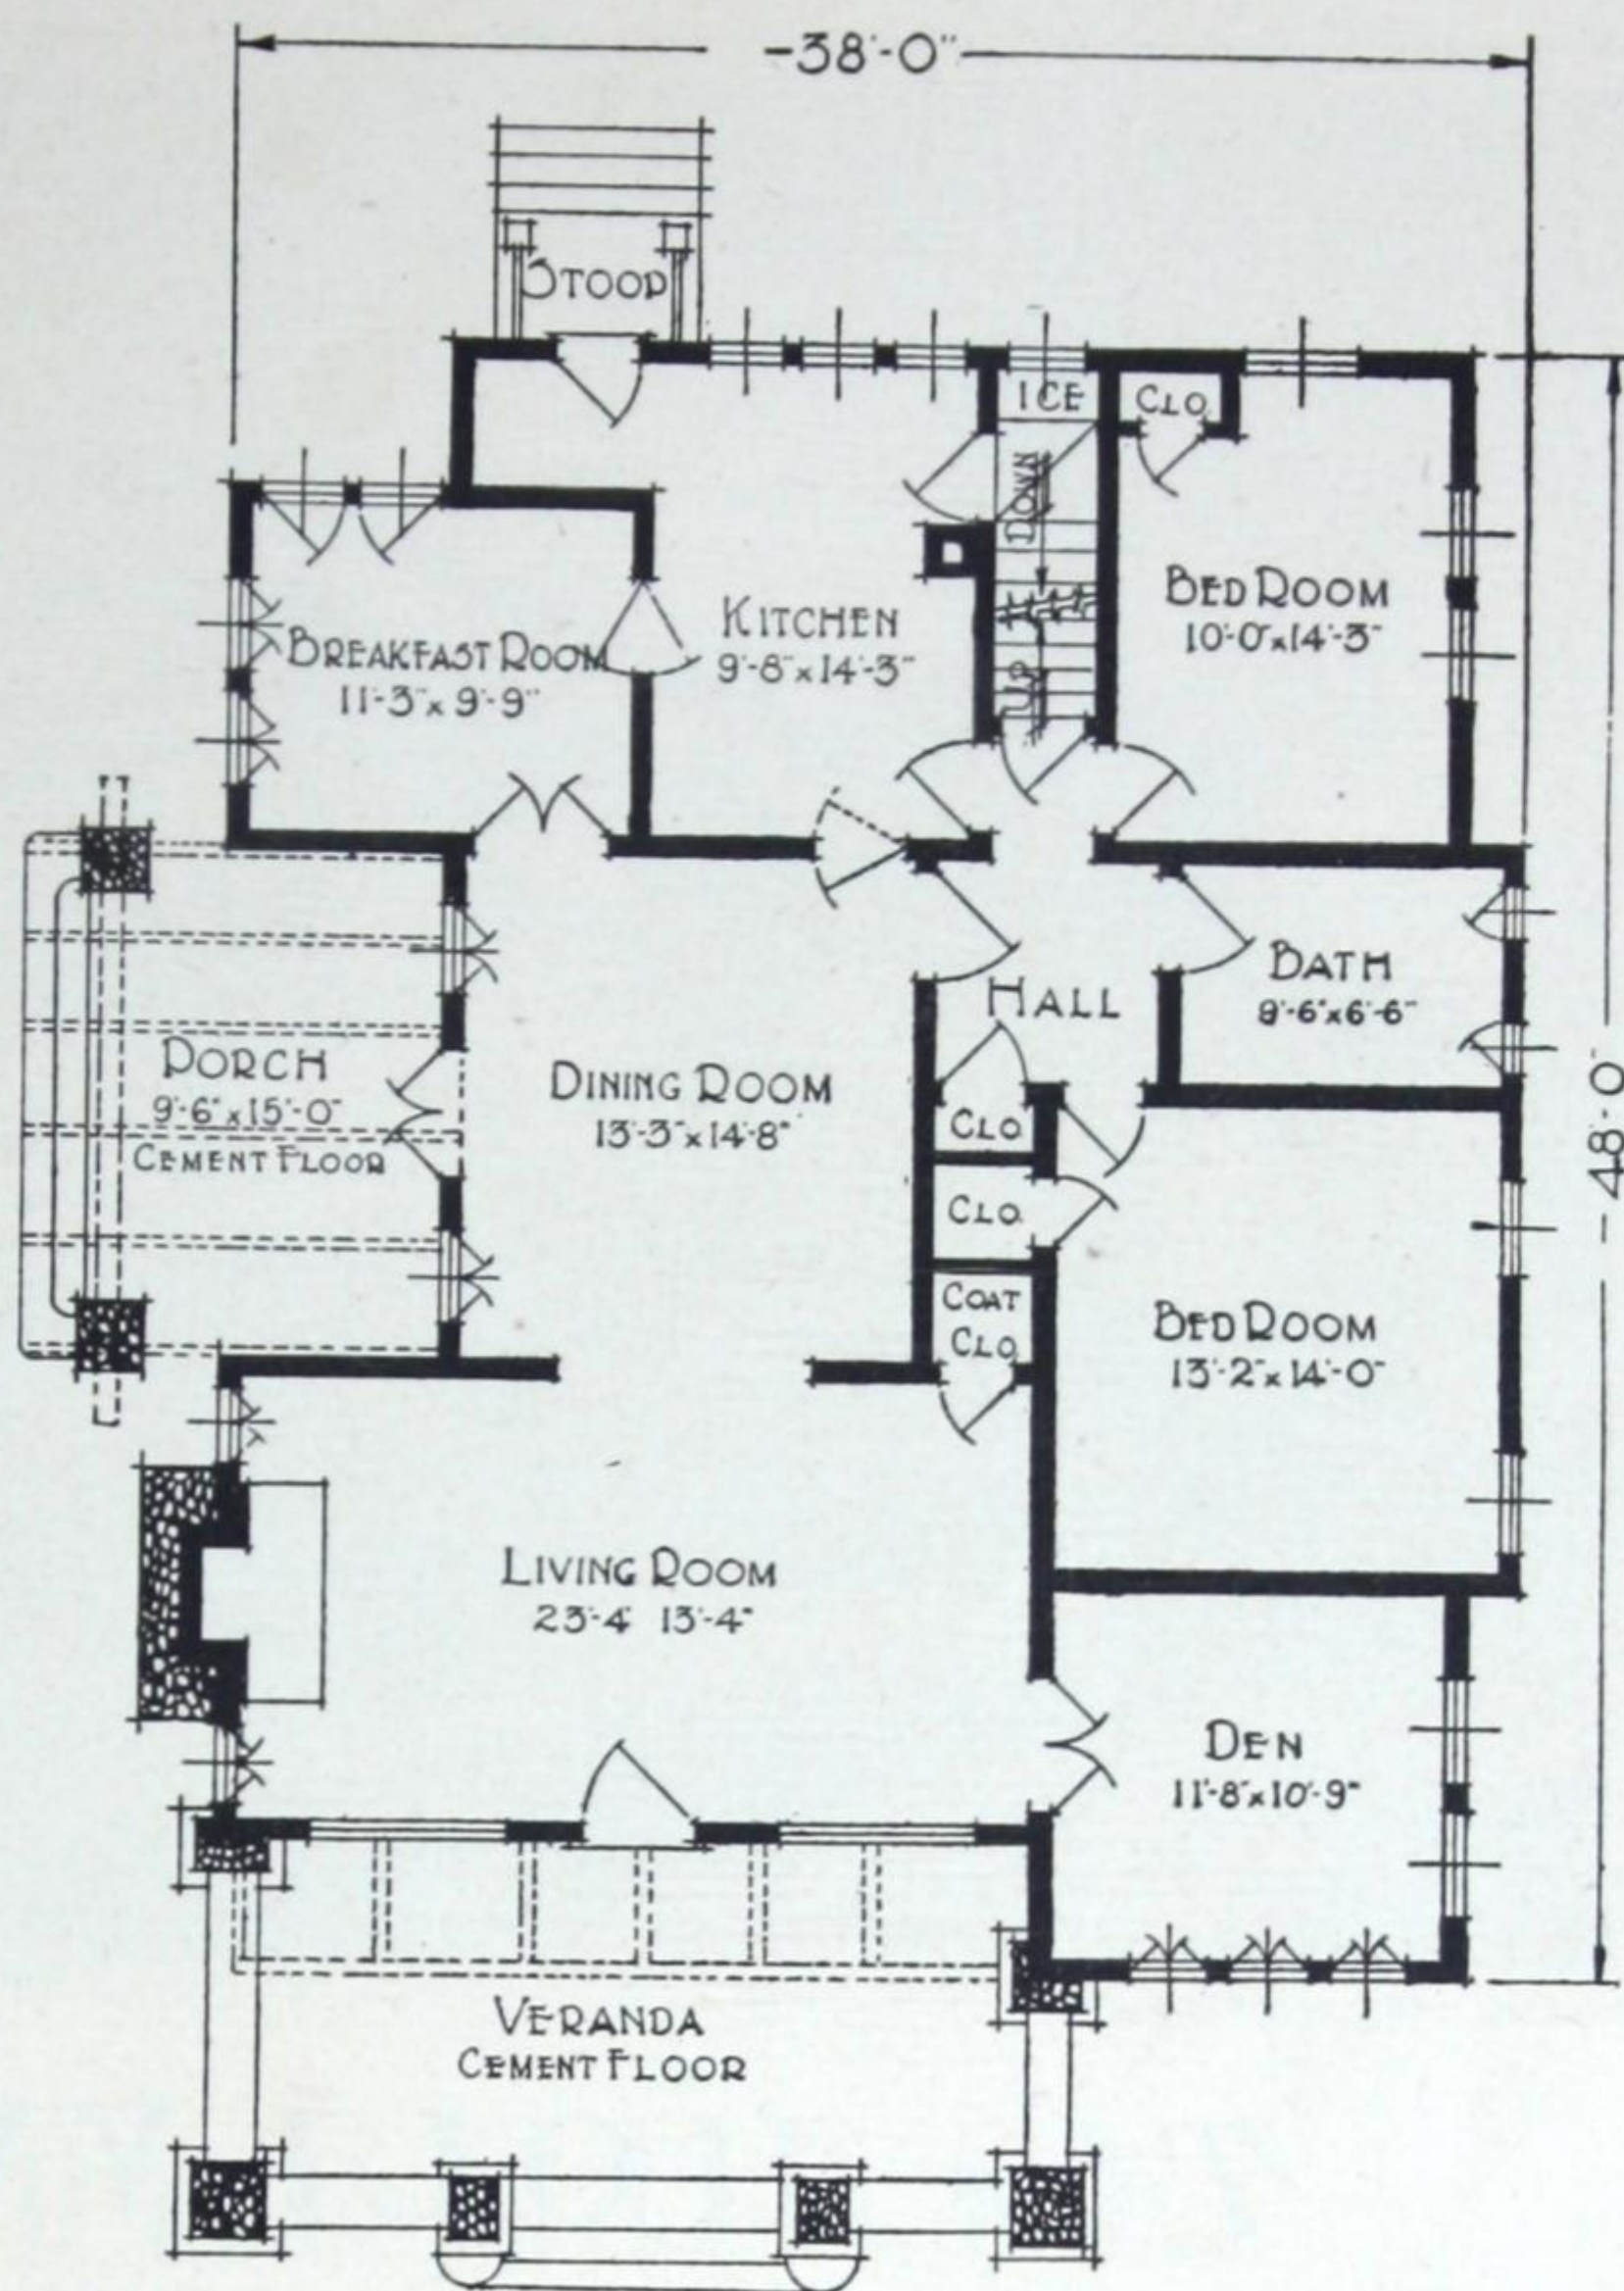 -38'-0"
STOOP
ICE
CLO.
DOWN
BED ROOM
10'-0"x14'-3"
KITCHEN
9'-8"x14'-3"
BREAKFAST ROOM
11'-3"x9'-9"
UP
BATH
9'-6"x6'-6"
HALL
PORCH
9'-6"x15'-0"
CEMENT FLOOR
DINING ROOM
13'-3"x14'-8"
CLO.
CLO.
COAT
CLO.
48'-0"
BED ROOM
13'-2"x14'-0"
LIVING ROOM
23'-4" 13'-4"
DEN
11'-8"x10'-9"
VERANDA
CEMENT FLOOR